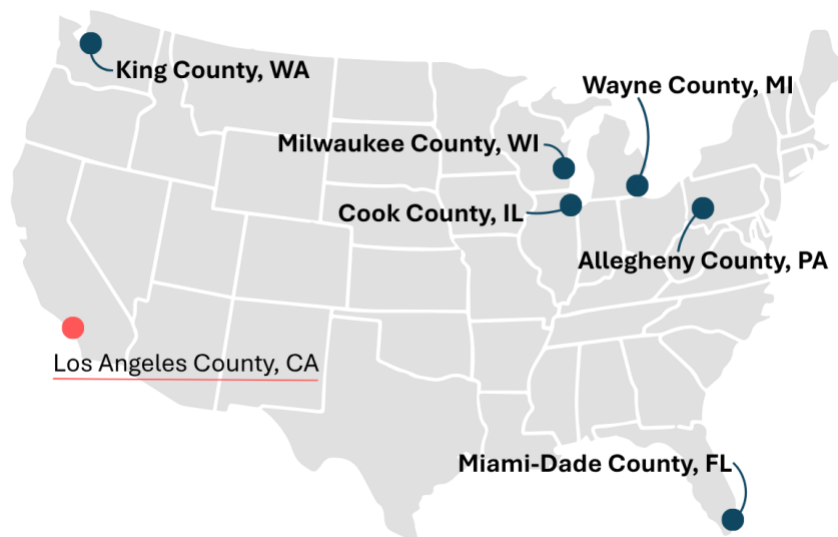 King County, WA
Wayne County, MI
Milwaukee County, WI
Cook County, IL
Allegheny County, PA
Los Angeles County, CA
Miami-Dade County, FL